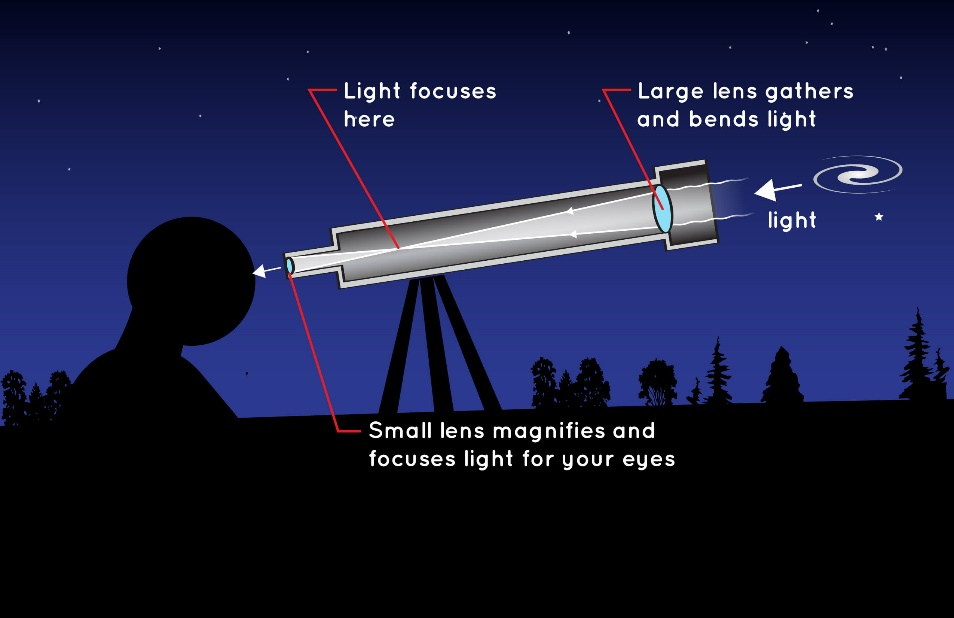 Light focuses
here
Large lens gathers
and bends light
light
Small lens magnifies and
focuses light for your eyes